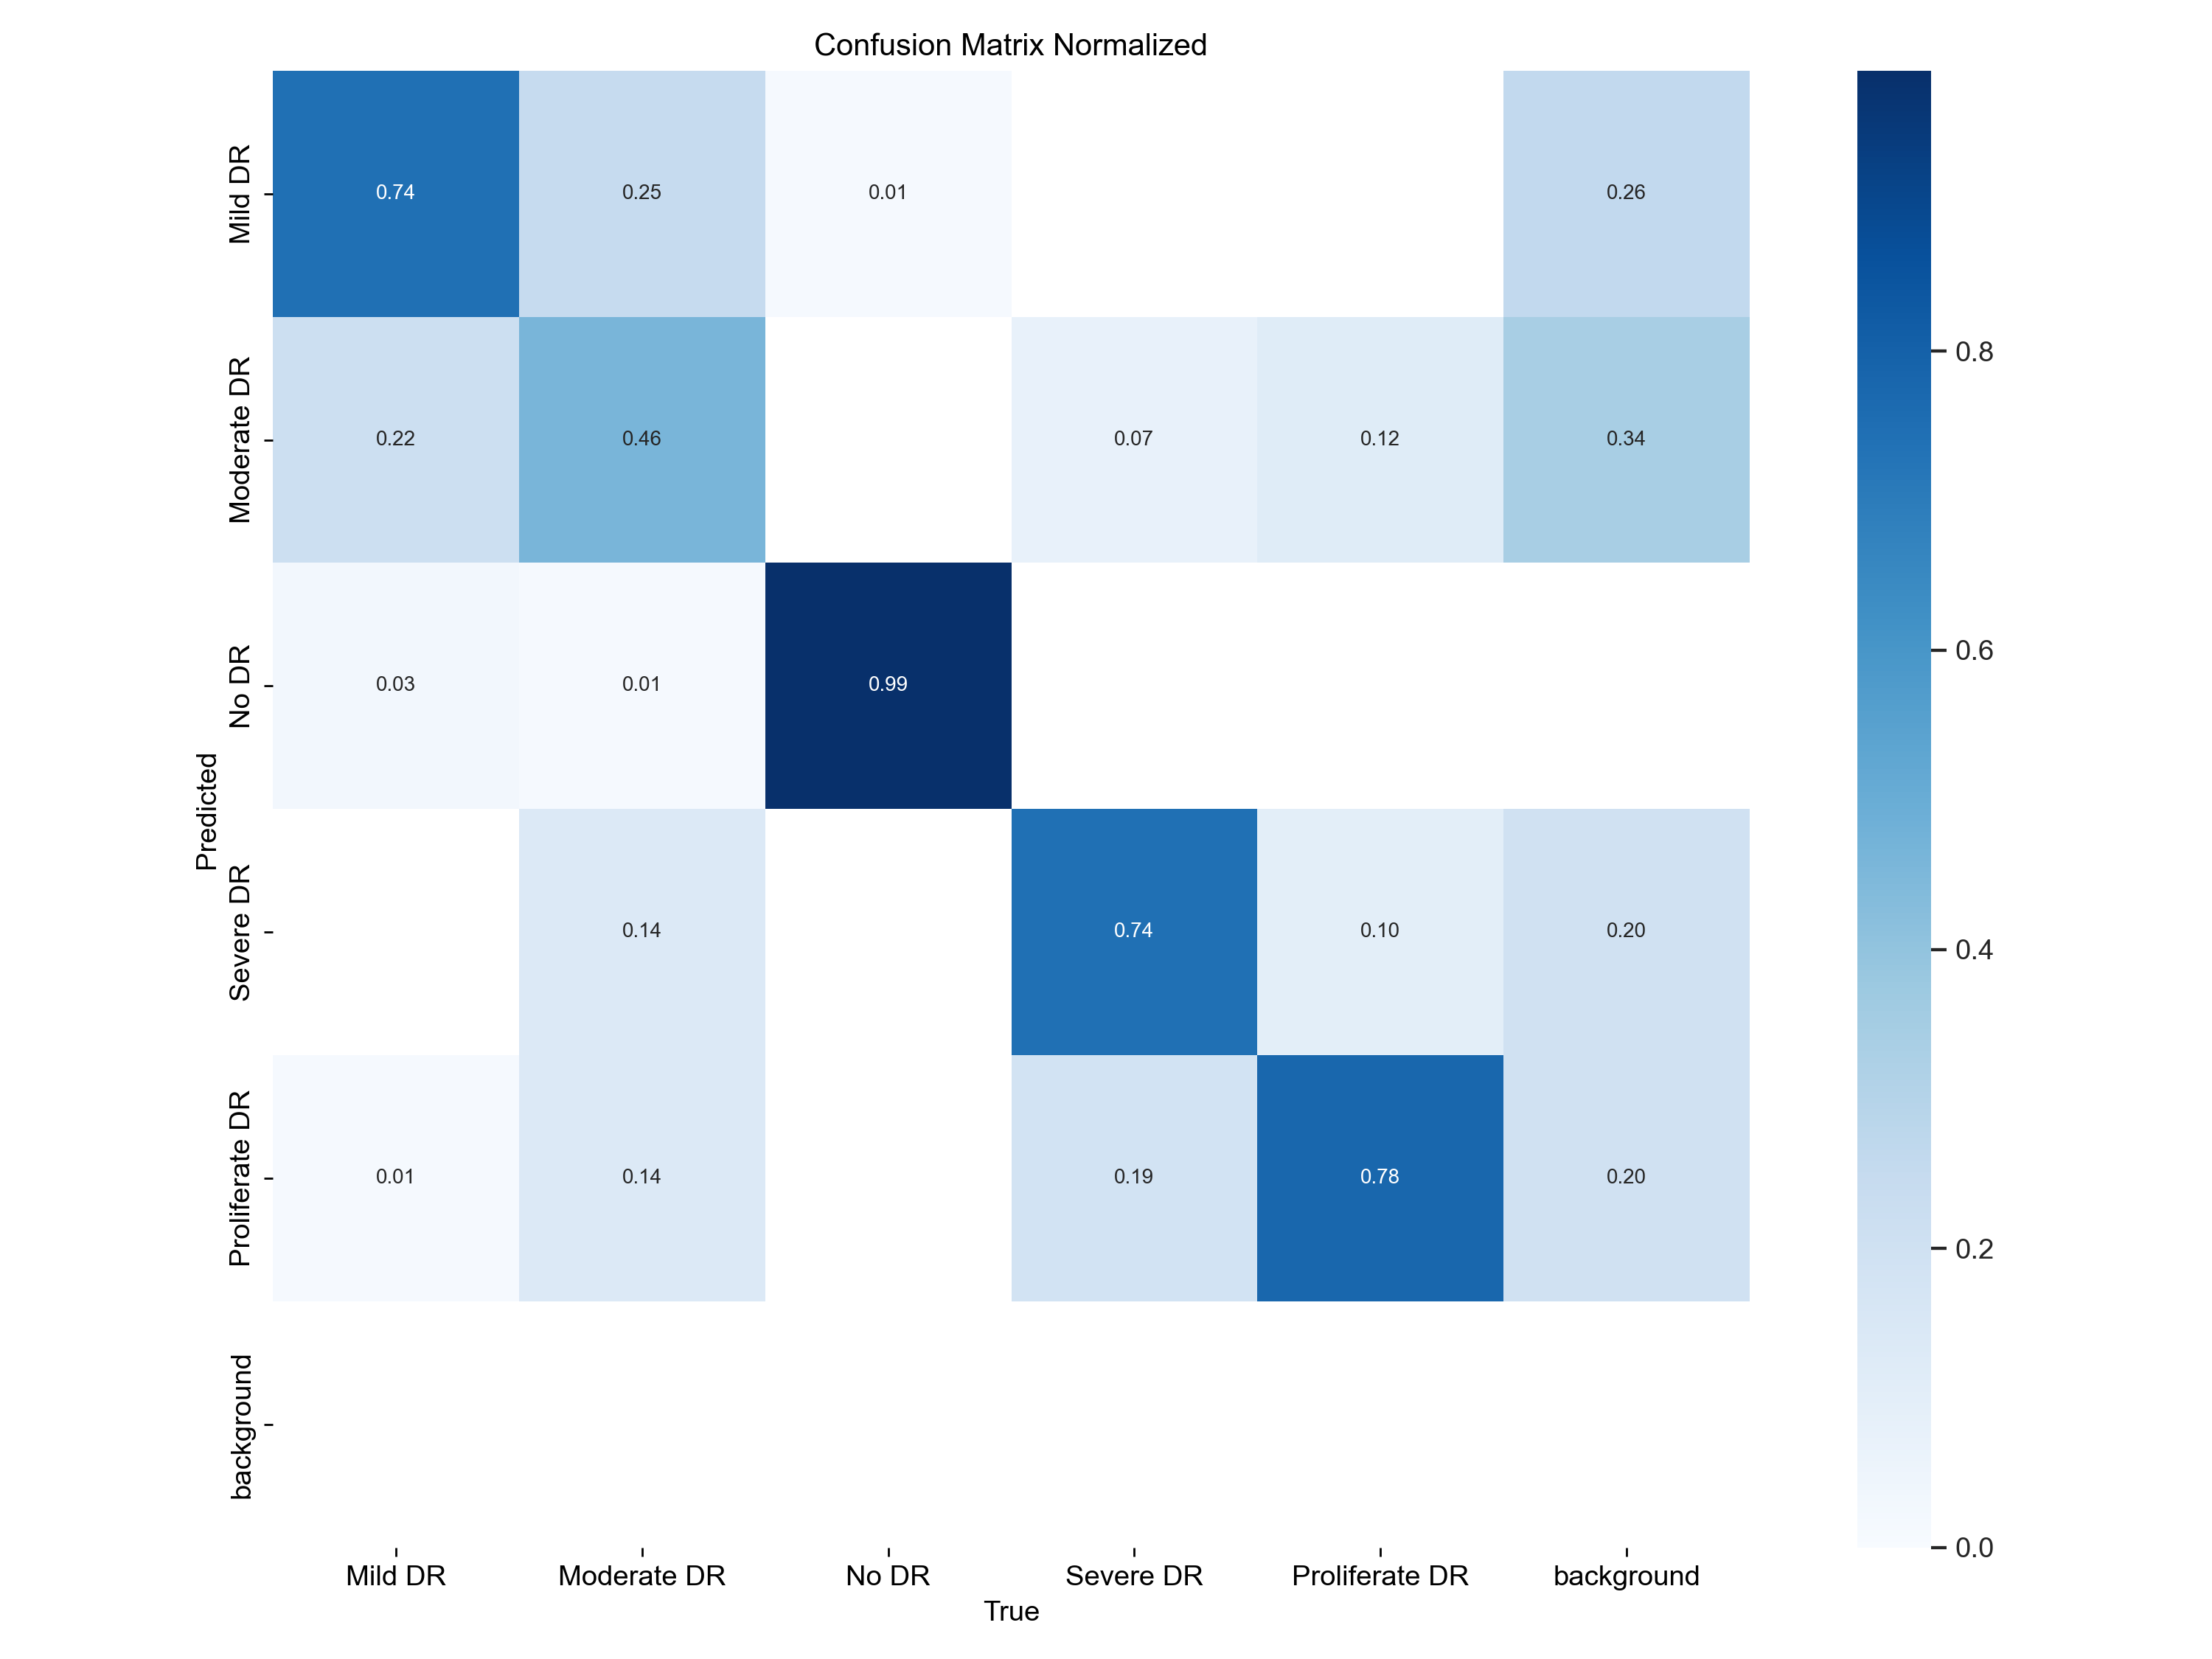 Confusion Matrix Normalized
Mild DR
0.74
0.25
0.01
0.26
Moderate DR
0.22
0.46
0.07
0.12
0.34
No DR
0.03
0.01
0.99
Severe DR
0.14
0.74
0.10
0.20
Proliferate DR
0.01
0.14
0.19
0.78
0.20
background
Predicted
Mild DR
Moderate DR
No DR
Severe DR
Proliferate DR
background
True
0.8
0.6
0.4
0.2
0.0